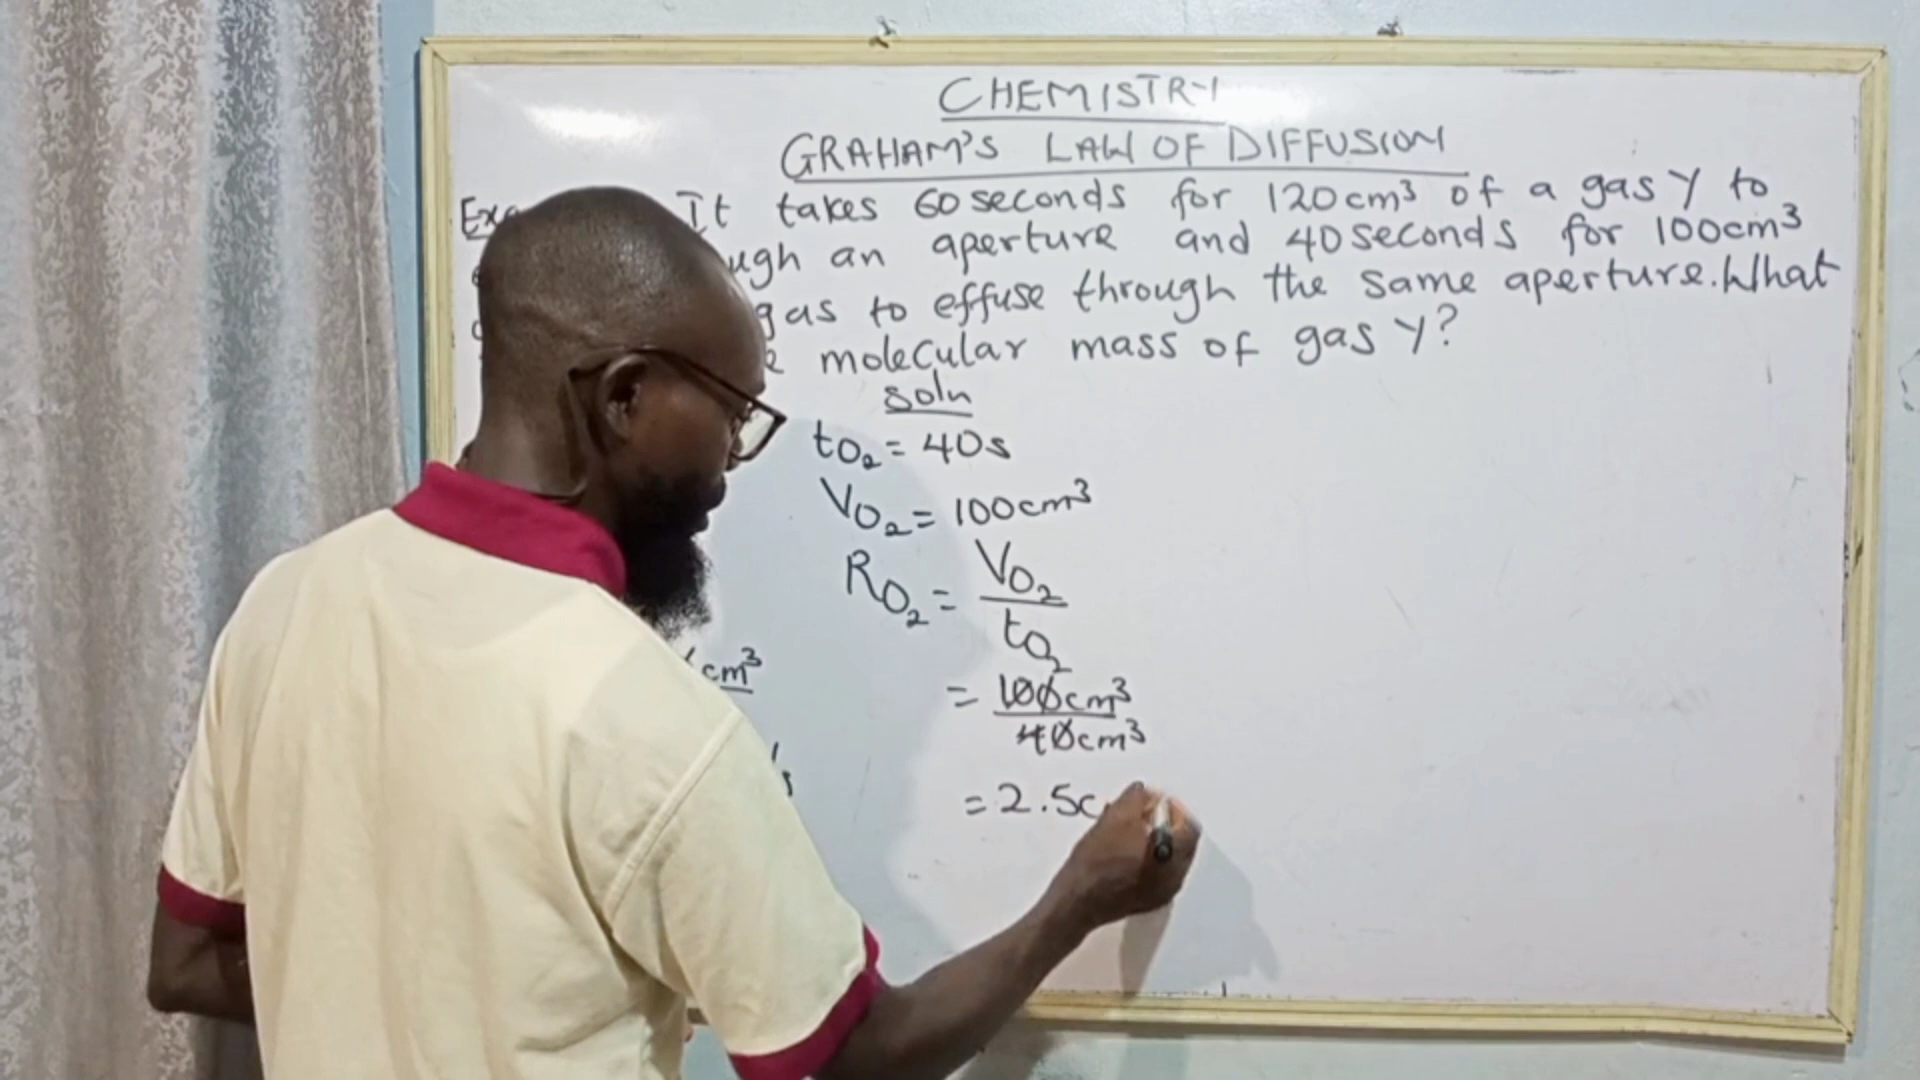 CHEMISTRY
GRAHAM'S LAW OF DIFFUSION
It takes 60 seconds for 120cm³ of a gas Y to
an aperture and 40 seconds for 100cm³
gas to effuse through the same aperture. What
molecular mass of gas Y?
soln
tO₂ = 40s
VO₂ = 100cm³
RO₂ = VO₂
tO₂
= 100cm³
40cm³
cm³
= 2.5c